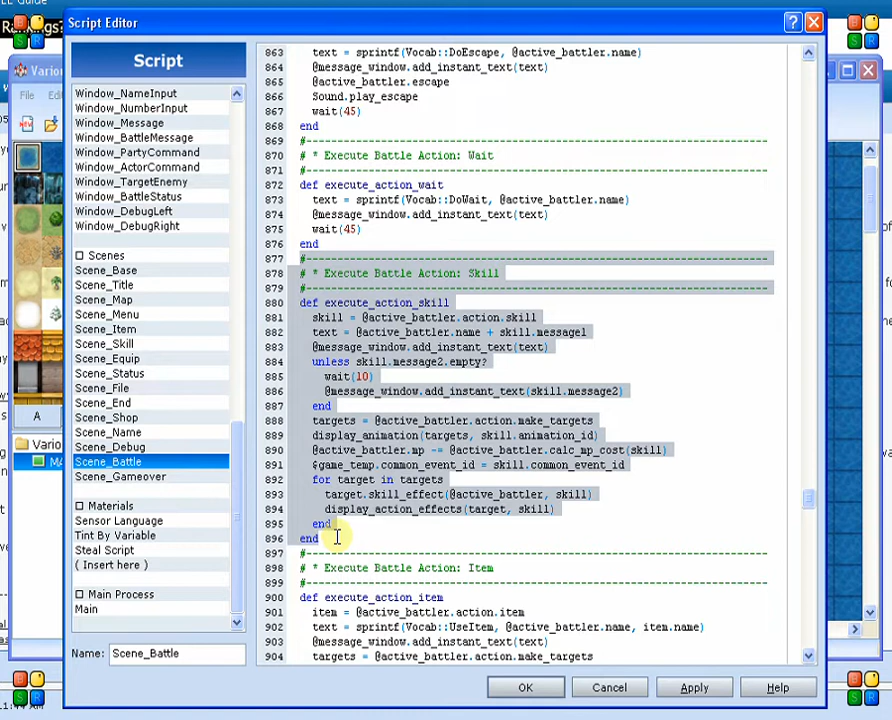 LE Guide
Rankings?
Script Editor
Varion
File
A
Vario
MA
Script
Window_NameInput
Window_NumberInput
Window_Message
Window_BattleMessage
Window_PartyCommand
Window_ActorCommand
Window_TargetEnemy
Window_BattleStatus
Window_DebugLeft
Window_DebugRight
□ Scenes
Scene_Base
Scene_Title
Scene_Map
Scene_Menu
Scene_Item
Scene_Skill
Scene_Equip
Scene_Status
Scene_File
Scene_End
Scene_Shop
Scene_Name
Scene_Debug
Scene_Battle
Scene_Gameover
□ Materials
Sensor Language
Tint By Variable
Steal Script
( Insert here )
□ Main Process
Main
Name: Scene_Battle
863 text = sprintf(Vocab::DoEscape, @active_battler.name)
864 @message_window.add_instant_text(text)
865 @active_battler.escape
866 Sound.play_escape
867 wait(45)
868 end
869 #--------------------------------------------------------------------------
870 # * Execute Battle Action: Wait
871 #--------------------------------------------------------------------------
872 def execute_action_wait
873 text = sprintf(Vocab::DoWait, @active_battler.name)
874 @message_window.add_instant_text(text)
875 wait(45)
876 end
877 #--------------------------------------------------------------------------
878 # * Execute Battle Action: Skill
879 #--------------------------------------------------------------------------
880 def execute_action_skill
881 skill = @active_battler.action.skill
882 text = @active_battler.name + skill.message1
883 @message_window.add_instant_text(text)
884 unless skill.message2.empty?
885 wait(10)
886 @message_window.add_instant_text(skill.message2)
887 end
888 targets = @active_battler.action.make_targets
889 display_animation(targets, skill.animation_id)
890 @active_battler.mp -= @active_battler.calc_mp_cost(skill)
891 $game_temp.common_event_id = skill.common_event_id
892 for target in targets
893 target.skill_effect(@active_battler, skill)
894 display_action_effects(target, skill)
895 end
896 end
897 #--------------------------------------------------------------------------
898 # * Execute Battle Action: Item
899 #--------------------------------------------------------------------------
900 def execute_action_item
901 item = @active_battler.action.item
902 text = sprintf(Vocab::UseItem, @active_battler.name, item.name)
903 @message_window.add_instant_text(text)
904 targets = @active_battler.action.make_targets
OK
Cancel
Apply
Help